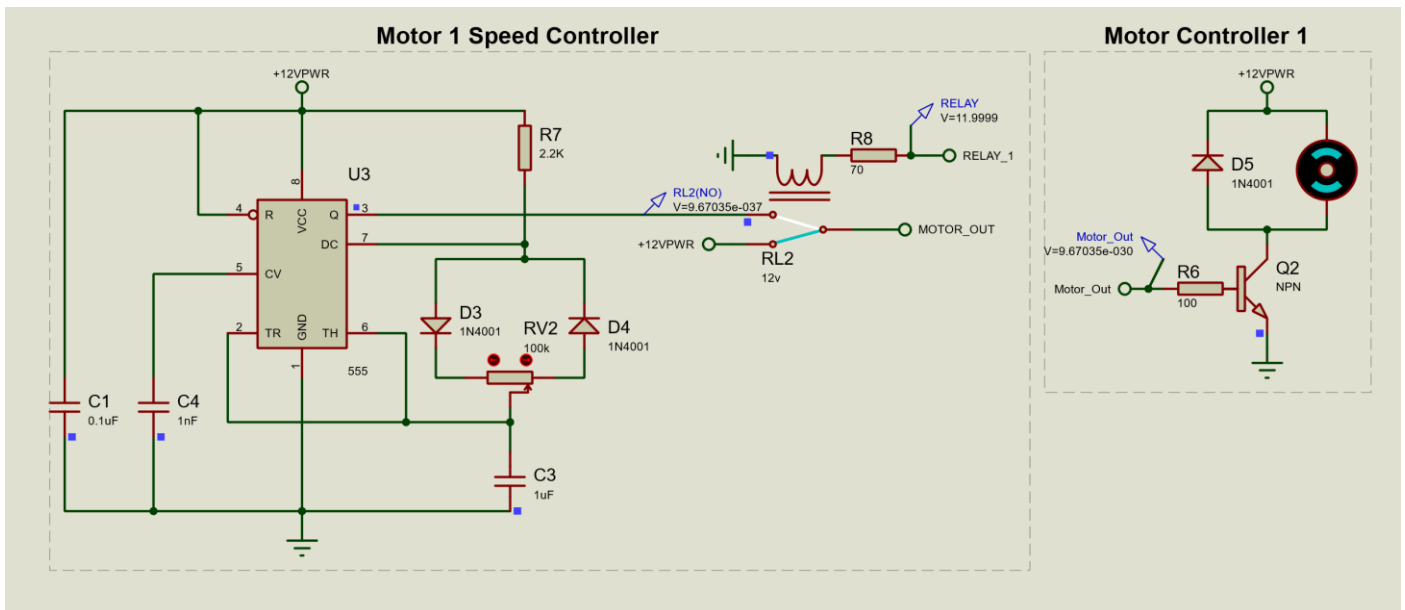 Motor 1 Speed Controller
+12VPWR
R7
2.2K
U3
8
VCC
4
R
Q
3
DC
7
5
CV
2
TR
GND
TH
6
1
555
C1
0.1uF
C4
1nF
D3
1N4001
RV2
100k
D4
1N4001
C3
1uF
RELAY
V=11.9999
R8
70
RELAY_1
RL2(NO)
V=9.67035e-037
+12VPWR
MOTOR_OUT
RL2
12v
Motor Controller 1
+12VPWR
D5
1N4001
Motor_Out
V=9.67035e-030
Motor_Out
R6
100
Q2
NPN